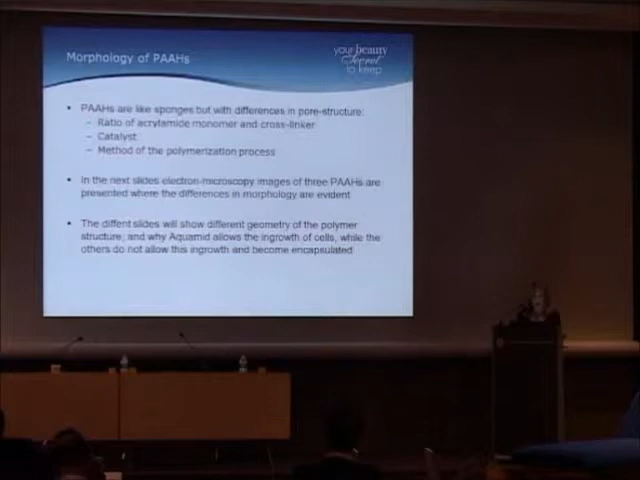 Morphology of PAAHs
your beauty
Secret
to keep
• PAAHs are like sponges but with differences in pore-structure:
– Ratio of acrylamide monomer and cross-linker
– Catalyst
– Method of the polymerization process
• In the next slides electron-microscopy images of three PAAHs are
presented where the differences in morphology are evident
• The diffent slides will show different geometry of the polymer
structure; and why Aquamid allows the ingrowth of cells, while the
others do not allow this ingrowth and become encapsulated